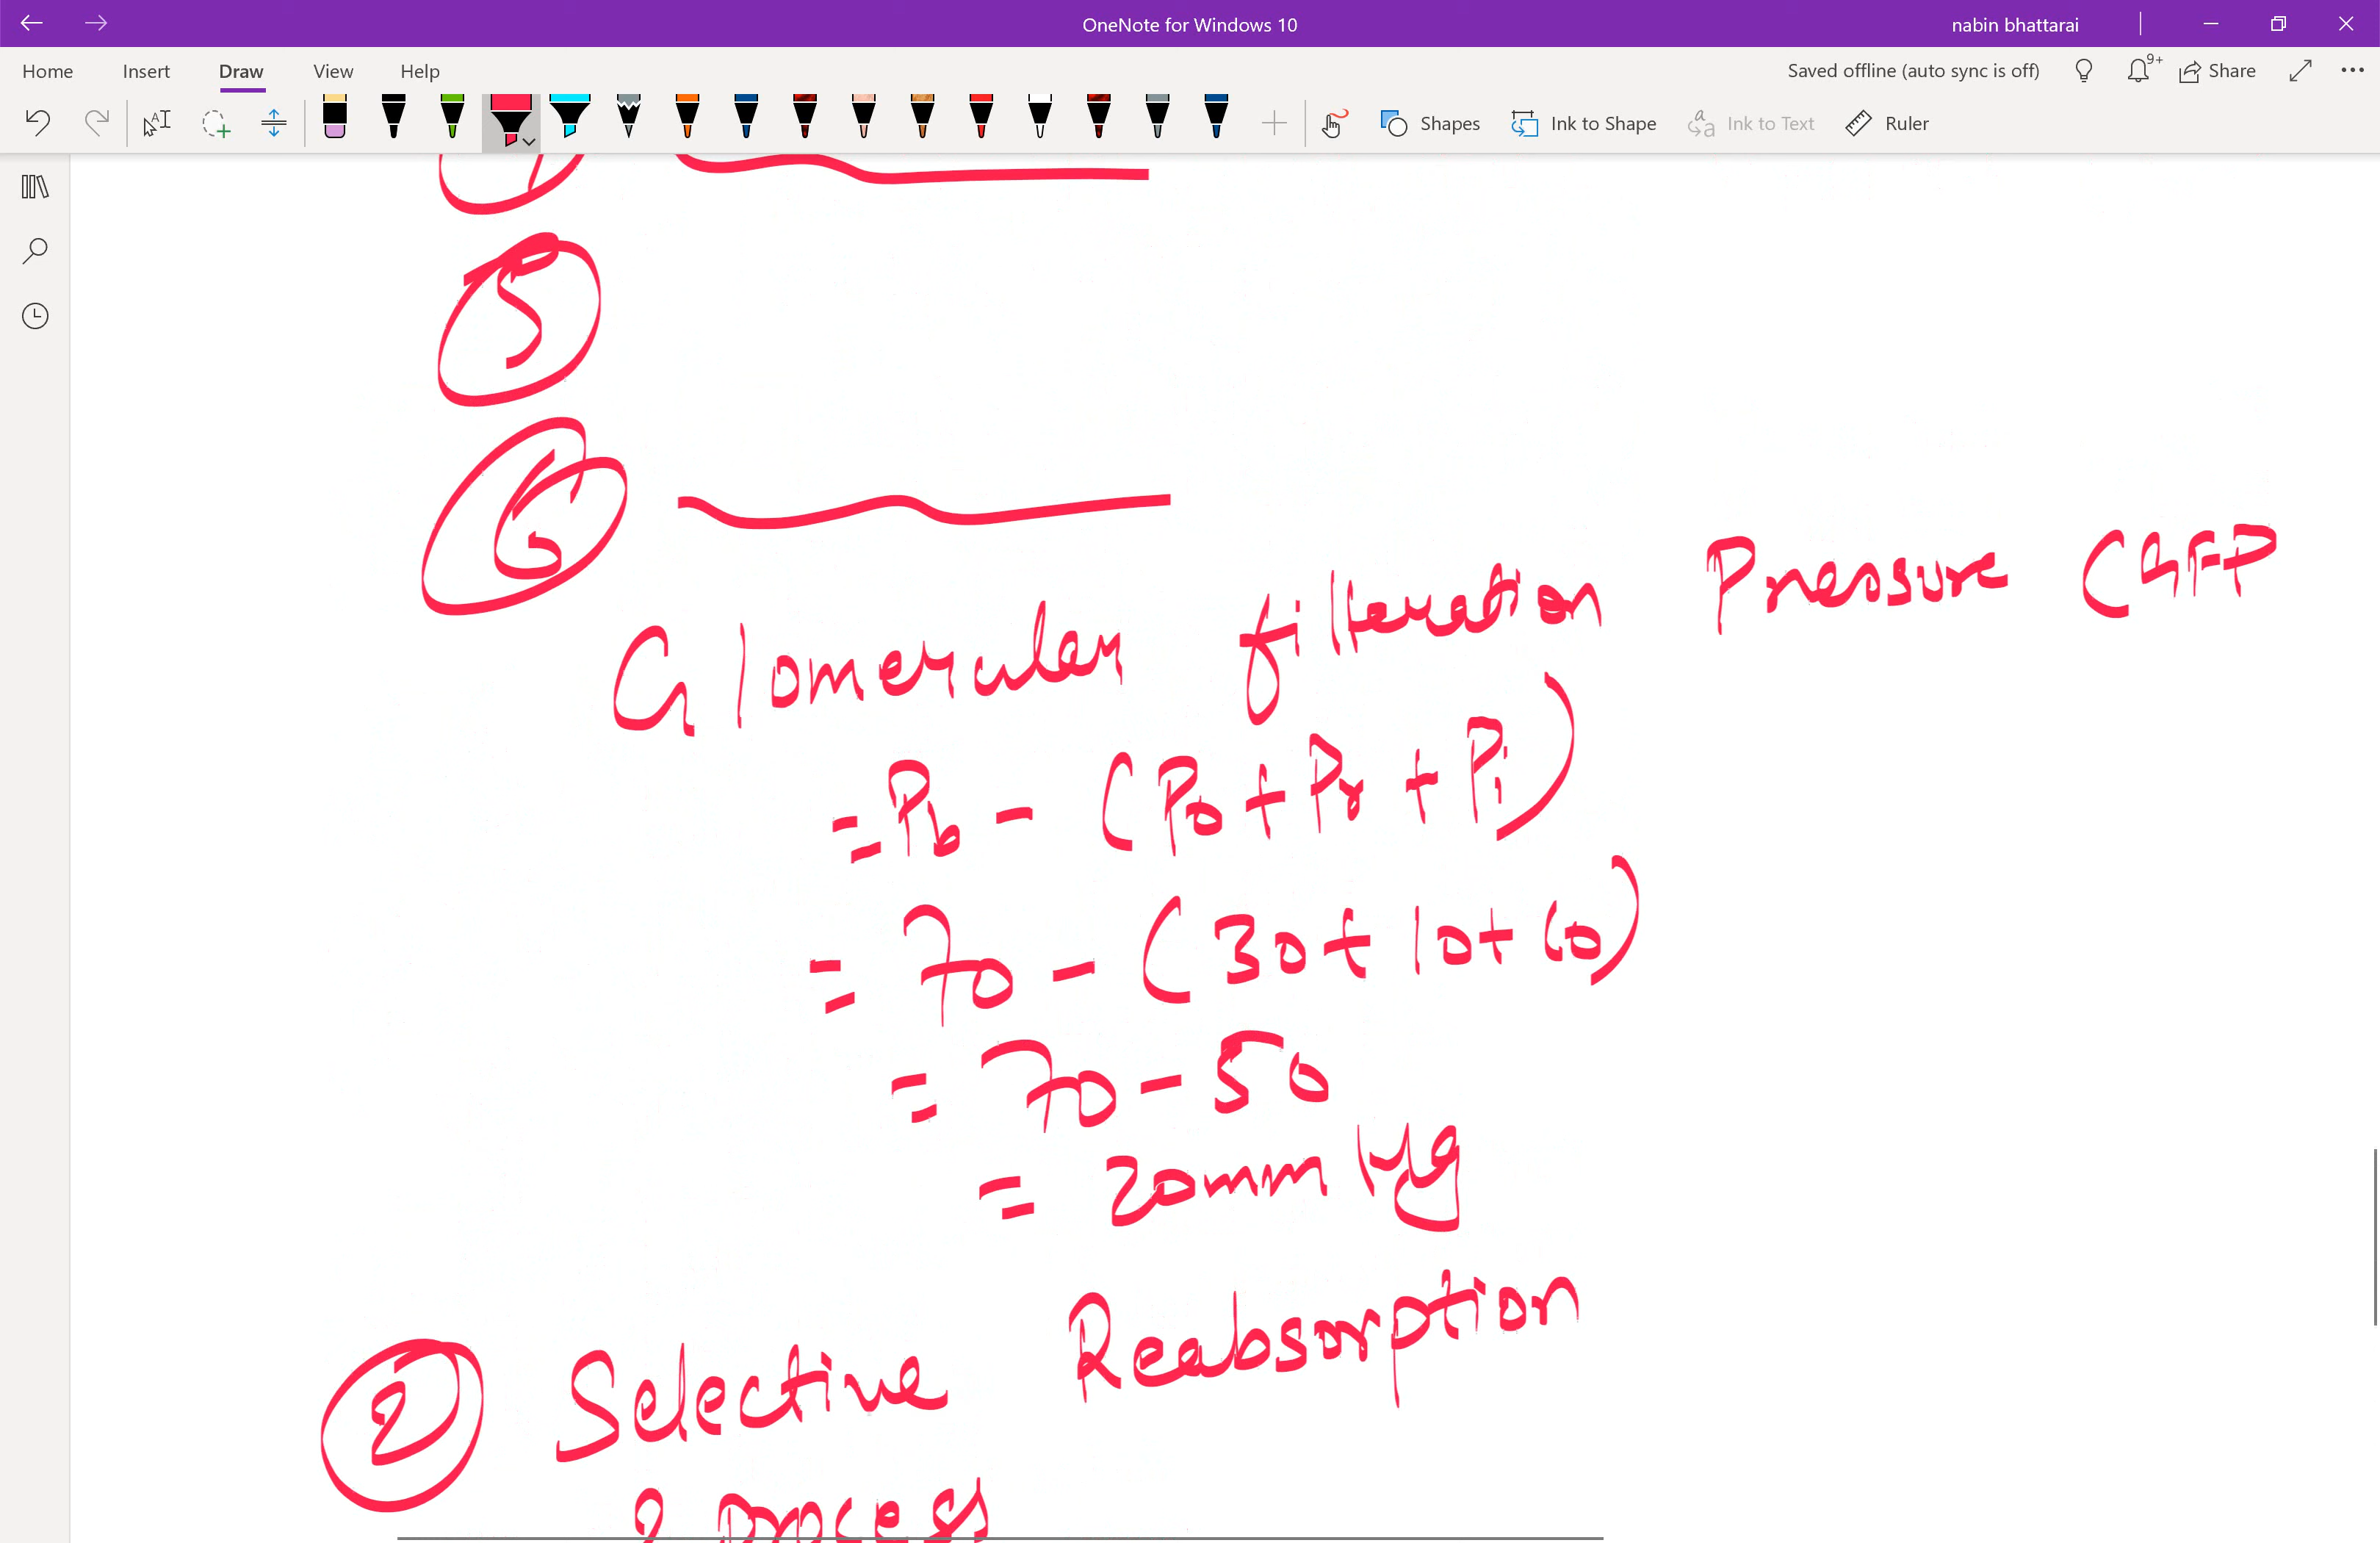 OneNote for Windows 10
nabin bhattarai
Home Insert Draw View Help
Saved offline (auto sync is off)
9+
Share
Shapes
Ink to Shape
Ink to Text
Ruler
5
6
Glomerular filteration Pressure (GFP
= Pb - (Po + Pr + Pi)
= 70 - (30 + 10 + 10)
= 70 - 50
= 20mm Hg
2 Selective Reabsorption
process